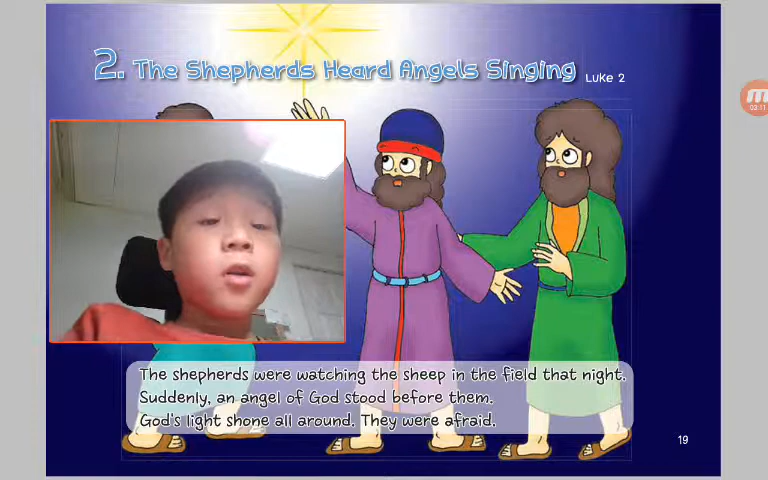 2. The Shepherds Heard Angels Singing Luke 2
The shepherds were watching the sheep in the field that night.
Suddenly, an angel of God stood before them.
God's light shone all around. They were afraid.
19